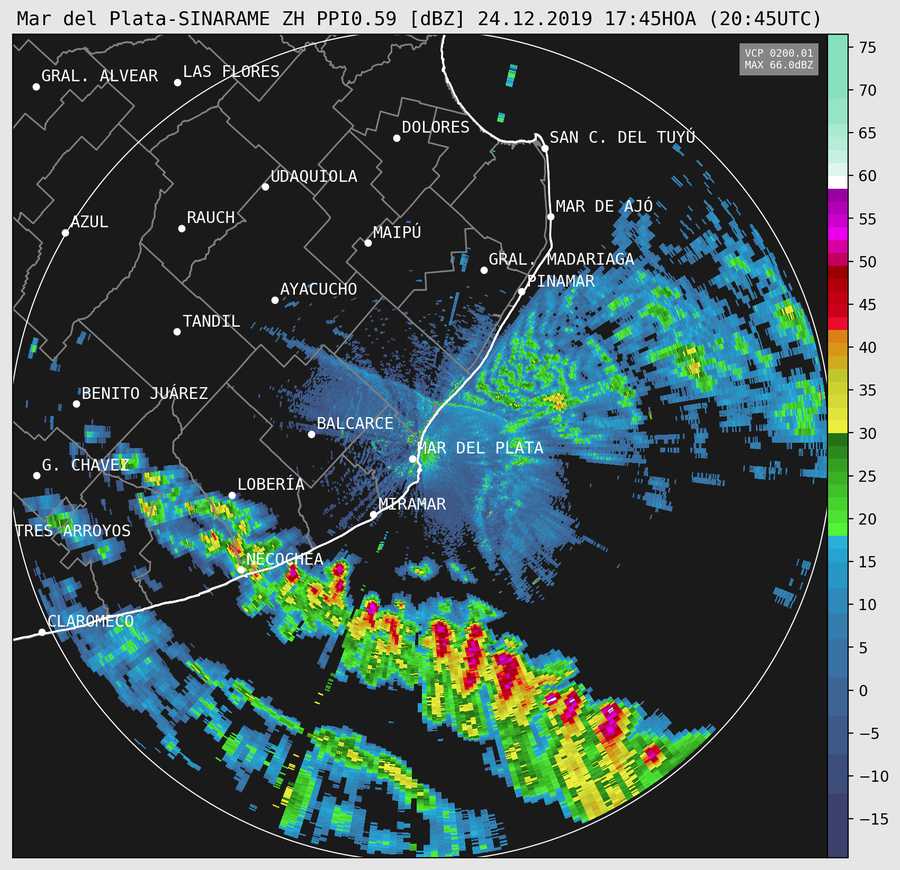 Mar del Plata-SINARAME ZH PPI0.59 [dBZ] 24.12.2019 17:45HOA (20:45UTC)
VCP 0200.01
MAX 66.0dBZ
GRAL. ALVEAR
LAS FLORES
DOLORES
SAN C. DEL TUYÚ
UDAQUIOLA
MAR DE AJÓ
AZUL
RAUCH
MAIPÚ
GRAL. MADARIAGA
PINAMAR
AYACUCHO
TANDIL
BENITO JUÁREZ
BALCARCE
MAR DEL PLATA
G. CHAVEZ
LOBERÍA
MIRAMAR
TRES ARROYOS
NECOCHEA
CLAROMECO
75
70
65
60
55
50
45
40
35
30
25
20
15
10
5
0
−5
−10
−15